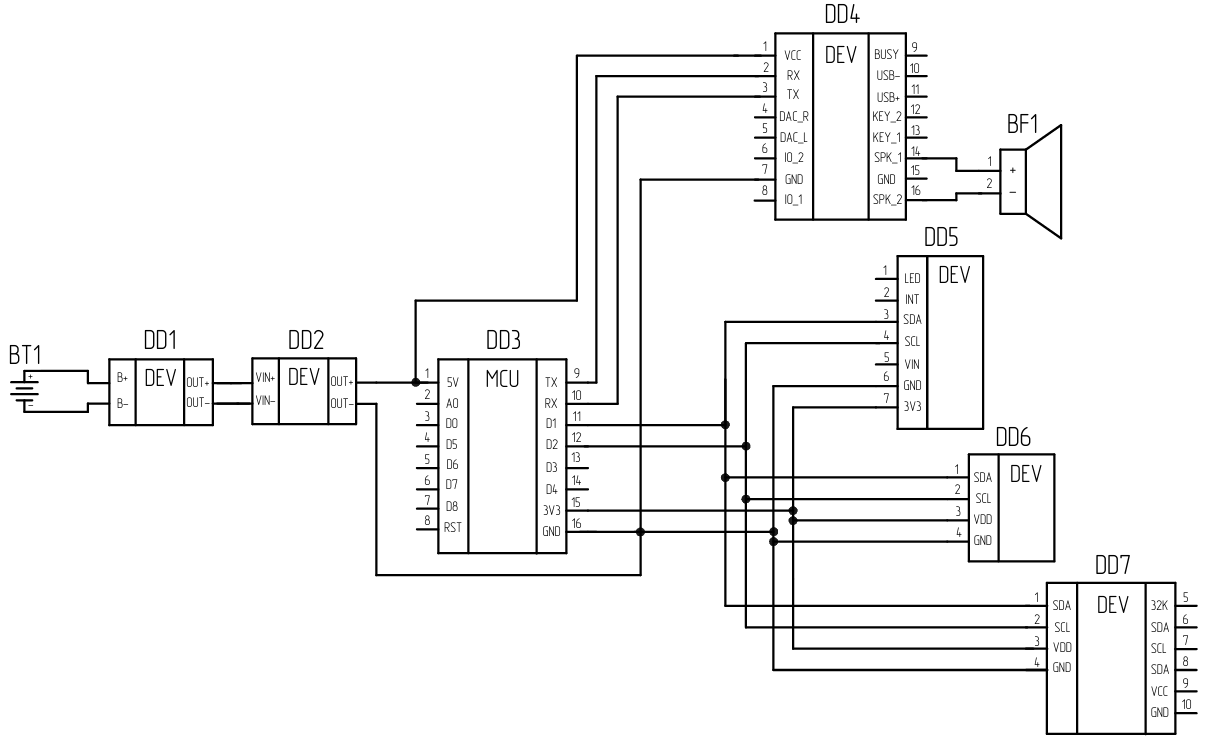 DD4
1 VCC DEV BUSY 9
2 RX USB- 10
3 TX USB+ 11
4 DAC_R KEY_2 12
5 DAC_L KEY_1 13
6 IO_2 SPK_1 14
7 GND GND 15
8 IO_1 SPK_2 16
BF1
1 +
2 -
DD5
1 LED DEV
2 INT
3 SDA
4 SCL
5 VIN
6 GND
7 3V3
BT1
+
-
DD1
B+ DEV OUT+
B- OUT-
DD2
VIN+ DEV OUT+
VIN- OUT-
DD3
1 5V MCU TX 9
2 A0 RX 10
3 D0 D1 11
4 D5 D2 12
5 D6 D3 13
6 D7 D4 14
7 D8 3V3 15
8 RST GND 16
DD6
1 SDA DEV
2 SCL
3 VDD
4 GND
DD7
1 SDA DEV 32K 5
2 SCL SDA 6
3 VDD SCL 7
4 GND SDA 8
VCC 9
GND 10